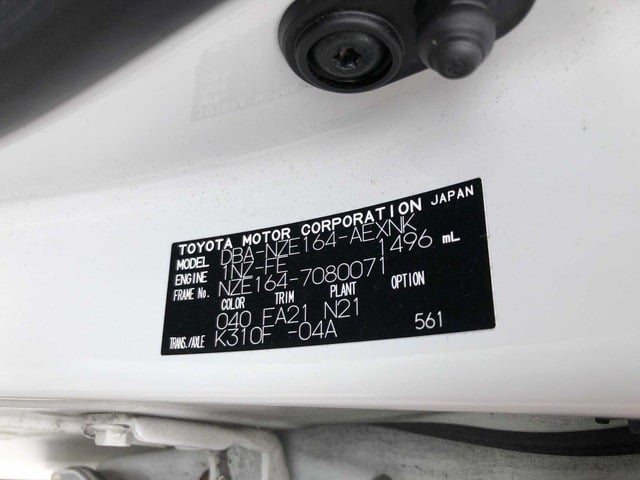 TOYOTA MOTOR CORPORATION JAPAN
MODEL DBA-NZE164-AEXNK
ENGINE 1NZ-FE 1496 mL
FRAME No. NZE164-7080071
COLOR TRIM PLANT OPTION
040 FA21 N21
TRANS./AXLE K310F -04A 561